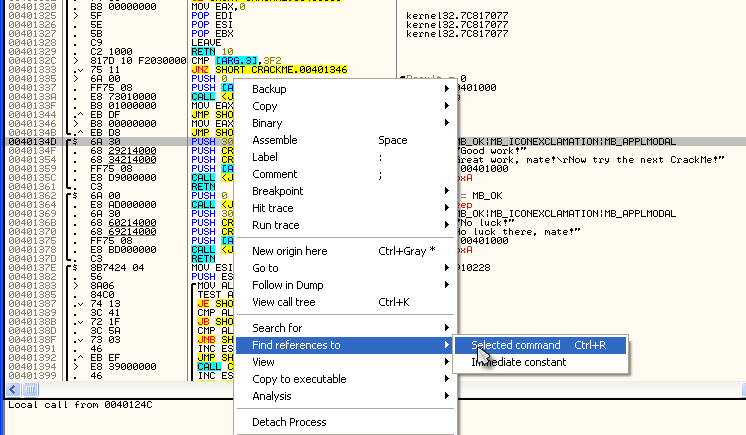 00401320 . B8 00000000 MOV EAX,0
00401325 > 5F POP EDI kernel32.7C817077
00401326 . 5E POP ESI kernel32.7C817077
00401327 . 5B POP EBX kernel32.7C817077
00401328 . C9 LEAVE
00401329 . C2 1000 RETN 10
0040132C > 817D 10 F2030000 CMP [ARG.3],3F2
00401333 .v 75 11 JNZ SHORT CRACKME.00401346
00401335 . 6A 00 PUSH 0 Result = 0
00401337 . FF75 08 PUSH [A 00401000
0040133A . E8 73010000 CALL <J
0040133F . B8 01000000 MOV EAX
00401344 .^ EB DF JMP SHO
00401346 > B8 00000000 MOV EAX
0040134B .^ EB D8 JMP SHO
0040134D $ 6A 30 PUSH 30 MB_OK|MB_ICONEXCLAMATION|MB_APPLMODAL
0040134F . 68 29214000 PUSH CR "Good work!"
00401354 . 68 34214000 PUSH CR Great work, mate!~rNow try the next CrackMe!"
00401359 . FF75 08 PUSH [A 00401000
0040135C . E8 D9000000 CALL <J oxA
00401361 . C3 RETN
00401362 $ 6A 00 PUSH 0 = MB_OK
00401364 . E8 AD000000 CALL <J eep
00401369 . 6A 30 PUSH 30 MB_OK|MB_ICONEXCLAMATION|MB_APPLMODAL
0040136B . 68 60214000 PUSH CR "No luck!"
00401370 . 68 69214000 PUSH CR o luck there, mate!"
00401375 . FF75 08 PUSH [A 00401000
00401378 . E8 BD000000 CALL <J oxA
0040137D . C3 RETN
0040137E $ 8B7424 04 MOV ESI 910228
00401382 . 56 PUSH ES
00401383 > 8A06 MOV AL
00401385 . 84C0 TEST A
00401387 .v 74 13 JE SHO
00401389 . 3C 41 CMP AL
0040138B .v 72 1F JB SHO
0040138D . 3C 5A CMP AL
0040138F .v 73 03 JNB SH
00401391 . 46 INC ES
00401392 .^ EB EF JMP SH
00401394 > E8 39000000 CALL C
00401399 . 46 INC ES
Backup
Copy
Binary
Assemble Space
Label :
Comment ;
Breakpoint
Hit trace
Run trace
New origin here Ctrl+Gray *
Go to
Follow in Dump
View call tree Ctrl+K
Search for
Find references to
View
Copy to executable
Analysis
Detach Process
Selected command Ctrl+R
Immediate constant
Local call from 0040124C